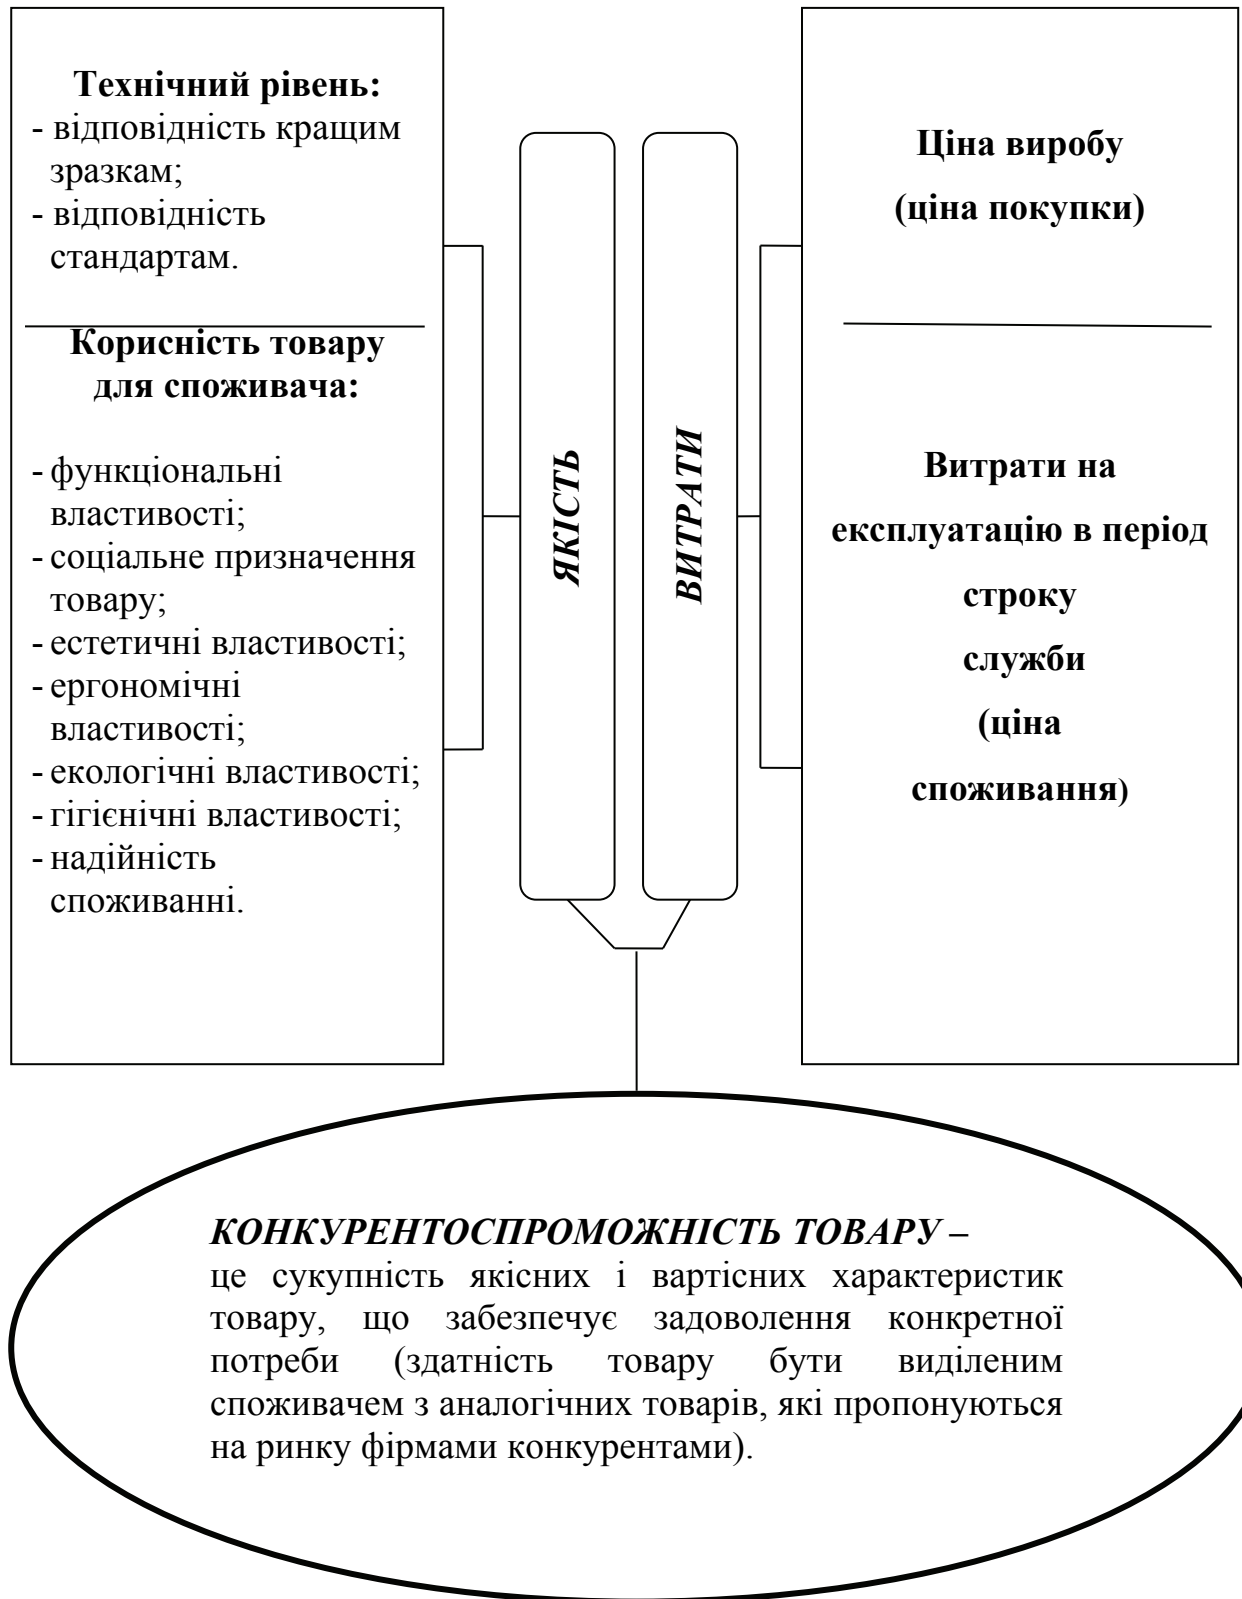 Технічний рівень:
- відповідність кращим
зразкам;
- відповідність
стандартам.
Корисність товару
для споживача:
- функціональні
властивості;
- соціальне призначення
товару;
- естетичні властивості;
- ергономічні
властивості;
- екологічні властивості;
- гігієнічні властивості;
- надійність
споживанні.
ЯКІСТЬ
ВИТРАТИ
Ціна виробу
(ціна покупки)
Витрати на
експлуатацію в період
строку
служби
(ціна
споживання)
КОНКУРЕНТОСПРОМОЖНІСТЬ ТОВАРУ –
це сукупність якісних і вартісних характеристик
товару, що забезпечує задоволення конкретної
потреби (здатність товару бути виділеним
споживачем з аналогічних товарів, які пропонуються
на ринку фірмами конкурентами).